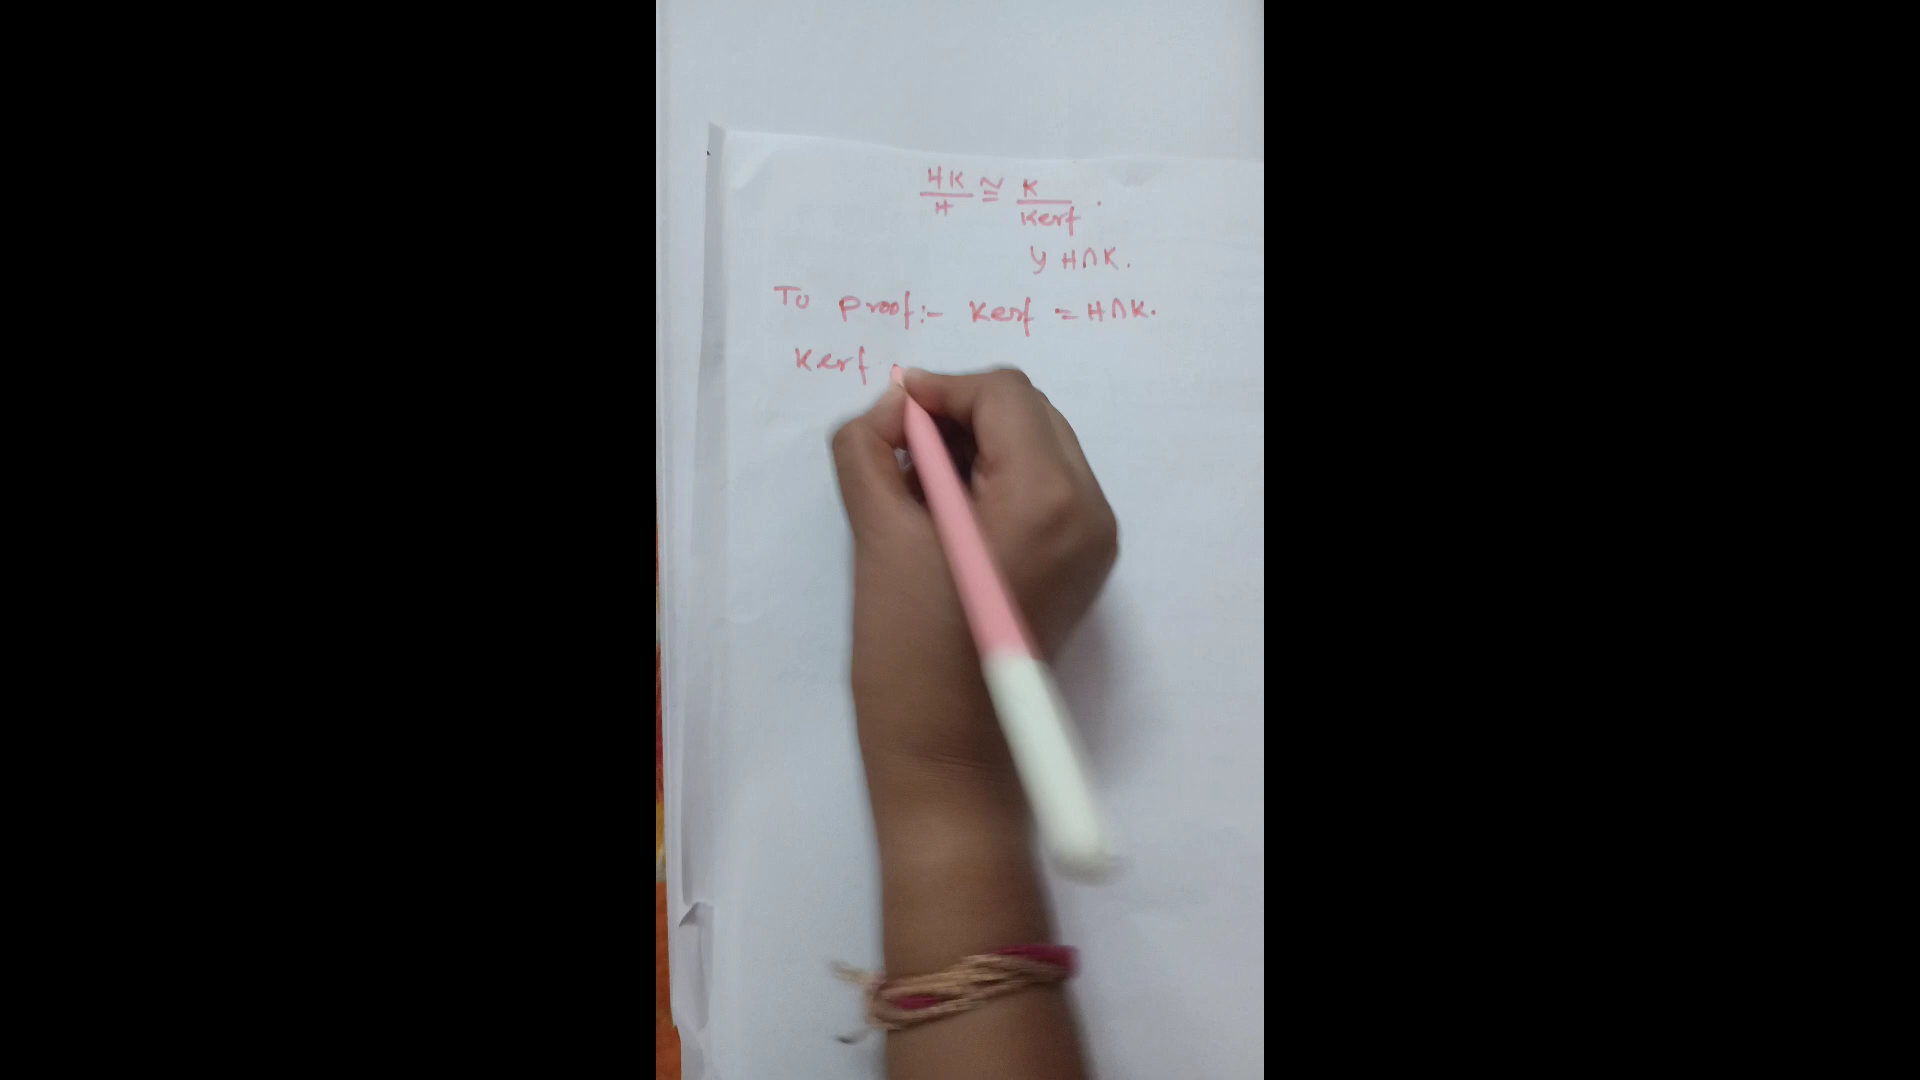 HK/H ≅ K/Kerf .
H∩K.
To proof:- Kerf = H∩K.
Kerf